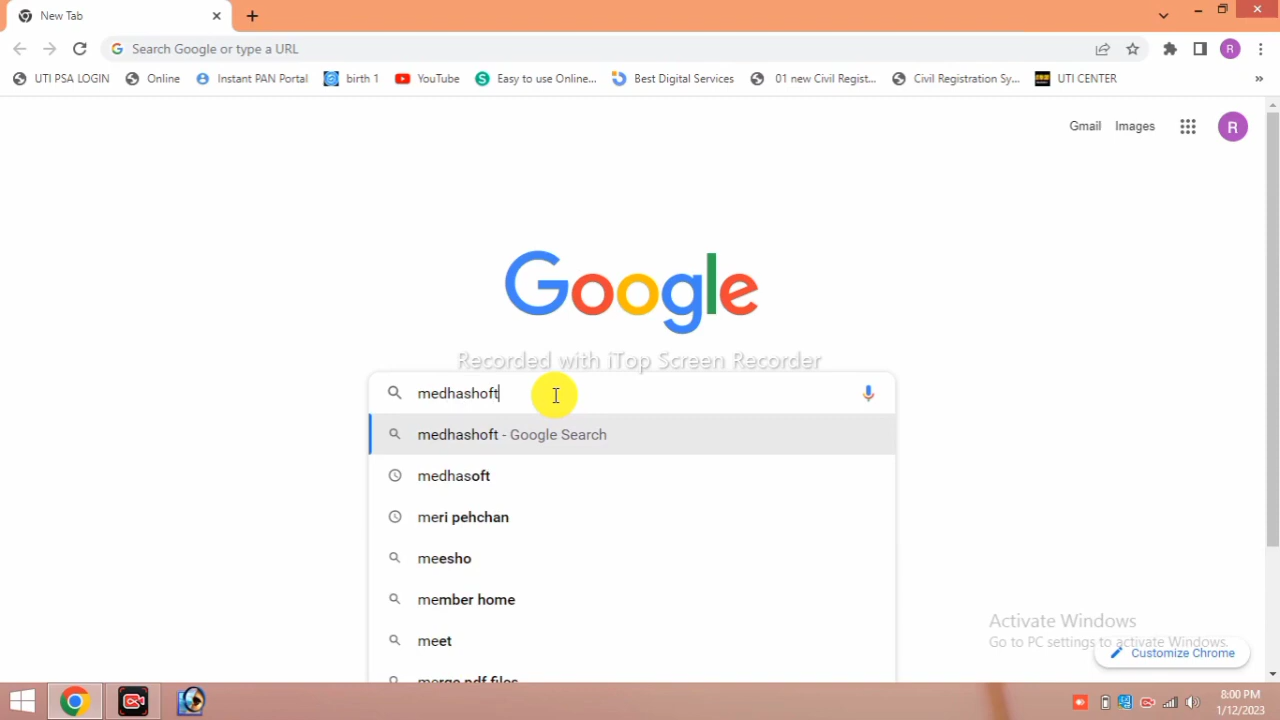 New Tab
Search Google or type a URL
R
UTI PSA LOGIN
Online
Instant PAN Portal
birth 1
YouTube
Easy to use Online...
Best Digital Services
01 new Civil Regist...
Civil Registration Sy...
UTI CENTER
»
Gmail
Images
R
Google
Recorded with iTop Screen Recorder
medhashoft
medhashoft - Google Search
medhasoft
meri pehchan
meesho
member home
meet
merge pdf files
Activate Windows
Go to PC settings to activate Windows.
Customize Chrome
8:00 PM
1/12/2023